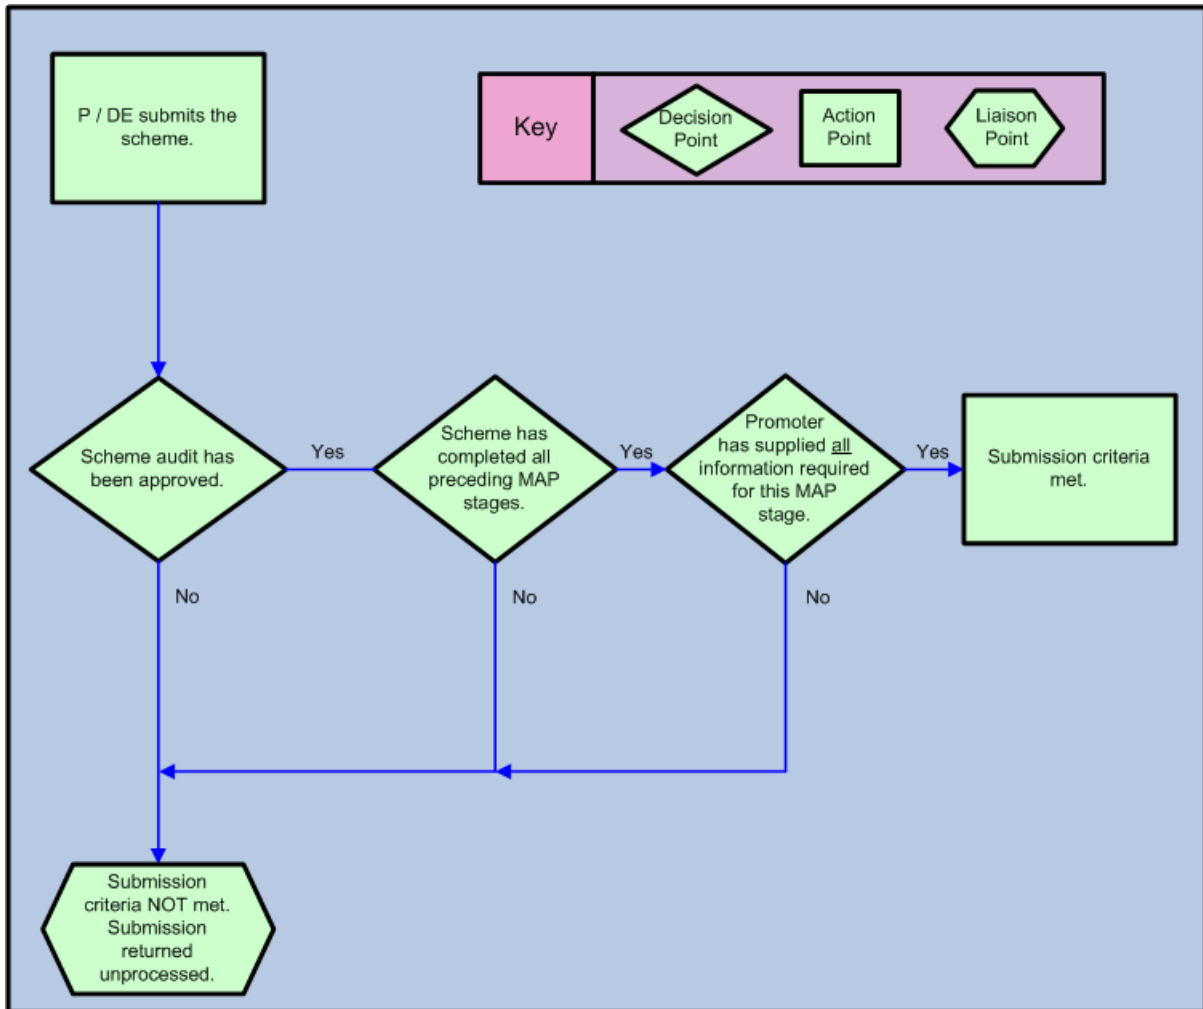 P / DE submits the
scheme.
Key
Decision
Point
Action
Point
Liaison
Point
Scheme audit has
been approved.
Yes
Scheme has
completed all
preceding MAP
stages.
Yes
Promoter
has supplied all
information required
for this MAP
stage.
Yes
Submission criteria
met.
No
No
No
Submission
criteria NOT met.
Submission
returned
unprocessed.